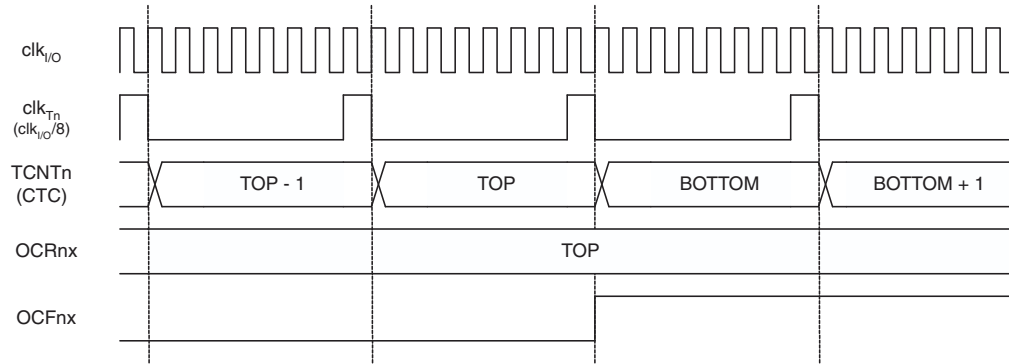 clkI/O
clkTn
(clkI/O/8)
TCNTn
(CTC)
TOP - 1
TOP
BOTTOM
BOTTOM + 1
OCRnx
TOP
OCFnx